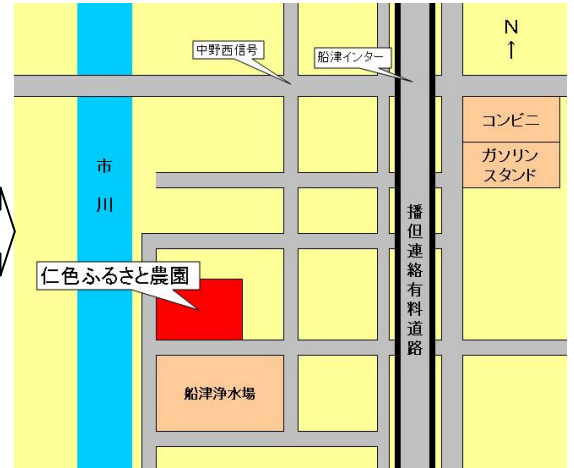 中野西信号
船津インター
N
↑
コンビニ
ガソリン
スタンド
市
川
播但連絡有料道路
仁色ふるさと農園
船津浄水場